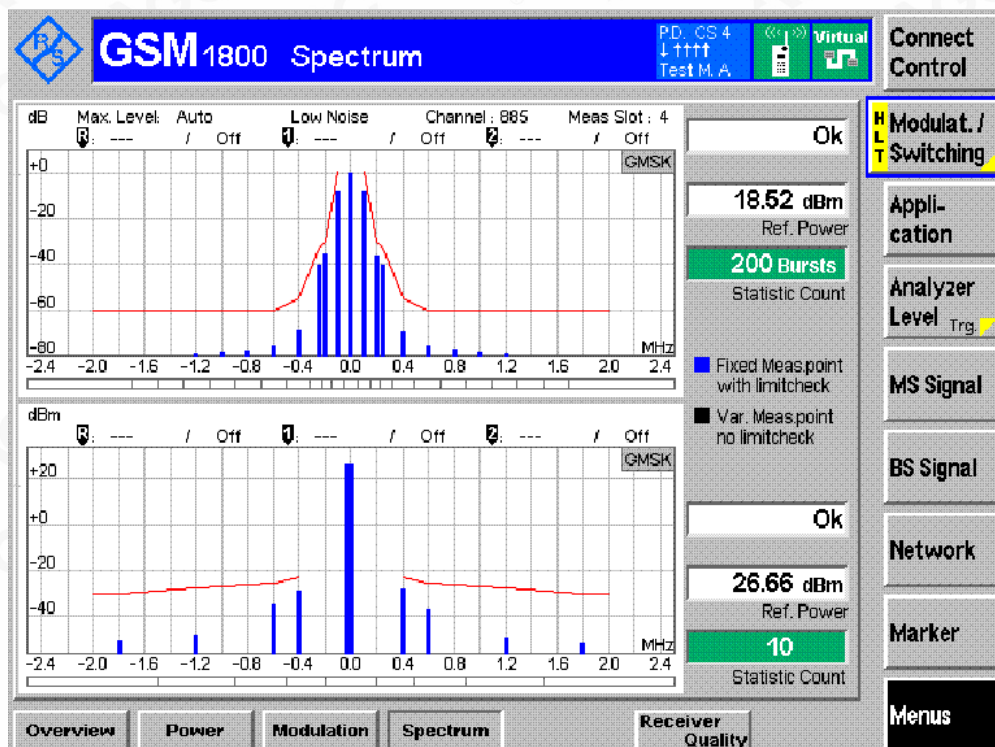 R/S
GSM 1800 Spectrum
P.D. CS 4
↓ ↑↑↑↑
Test M. A
Virtual
Connect Control
dB Max. Level: Auto Low Noise Channel : 885 Meas Slot : 4
R: --- / Off 1: --- / Off 2: --- / Off
GMSK
+0
-20
-40
-60
-80
MHz
-2.4 -2.0 -1.6 -1.2 -0.8 -0.4 0.0 0.4 0.8 1.2 1.6 2.0 2.4
Ok
18.52 dBm
Ref. Power
200 Bursts
Statistic Count
Fixed Meas.point
with limitcheck
Var. Meas.point
no limitcheck
dBm
R: --- / Off 1: --- / Off 2: --- / Off
GMSK
+20
+0
-20
-40
MHz
-2.4 -2.0 -1.6 -1.2 -0.8 -0.4 0.0 0.4 0.8 1.2 1.6 2.0 2.4
Ok
26.66 dBm
Ref. Power
10
Statistic Count
HLT
Modulat. /
Switching
Appli-
cation
Analyzer
Level Trg.
MS Signal
BS Signal
Network
Marker
Menus
Overview Power Modulation Spectrum
Receiver
Quality